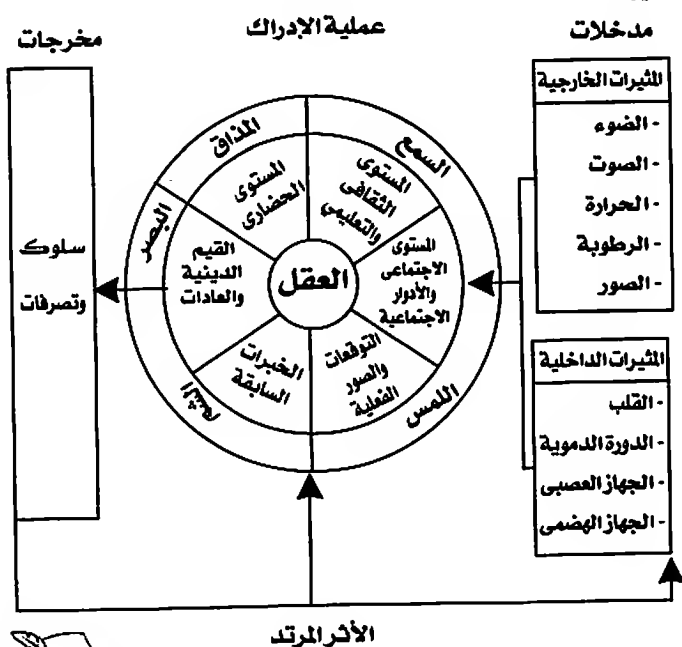 مدخلات
عملية الإدراك
مخرجات
المثيرات الخارجية
- الضوء
- الصوت
- الحرارة
- الرطوبة
- الصور
المثيرات الداخلية
- القلب
- الدورة الدموية
- الجهاز العصبى
- الجهاز الهضمى
السمع
المذاق
البصر
الشم
اللمس
المستوى
الثقافى
والتعليمي
المستوى
الحضارى
المستوى
الاجتماعى
والأدوار
الاجتماعية
القيم
الدينية
والعادات
العقل
التوقعات
والصور
الفعلية
الخبرات
السابقة
سلوك
وتصرفات
الأثر المرتد